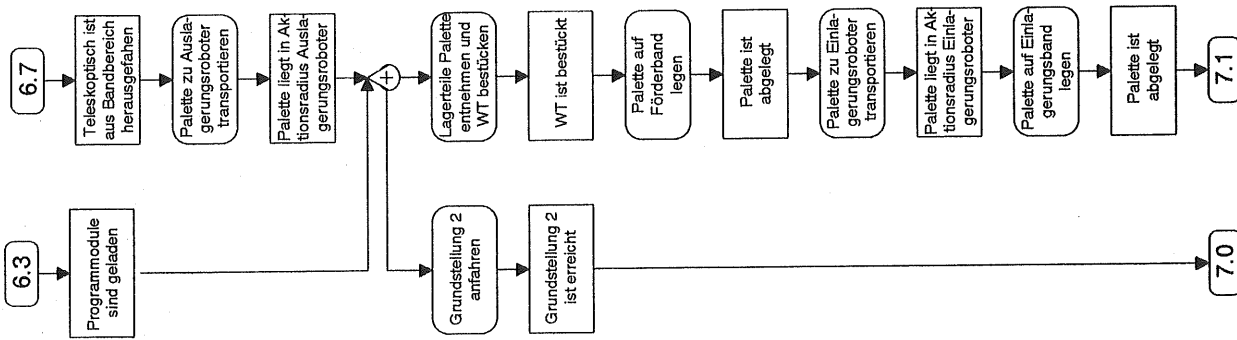 6.7
Teleskoptisch ist
aus Bandbereich
herausgefahen
Palette zu Ausla-
gerungsroboter
transportieren
Palette liegt in Ak-
tionsradius Ausla-
gerungsroboter
6.3
Programmodule
sind geladen
+
Lagerteile Palette
entnehmen und
WT bestücken
WT ist bestückt
Palette auf
Förderband
legen
Palette ist
abgelegt
Palette zu Einla-
gerungsroboter
transportieren
Palette liegt in Ak-
tionsradius Einla-
gerungsroboter
Palette auf Einla-
gerungsband
legen
Palette ist
abgelegt
7.1
Grundstellung 2
anfahren
Grundstellung 2
ist erreicht
7.0